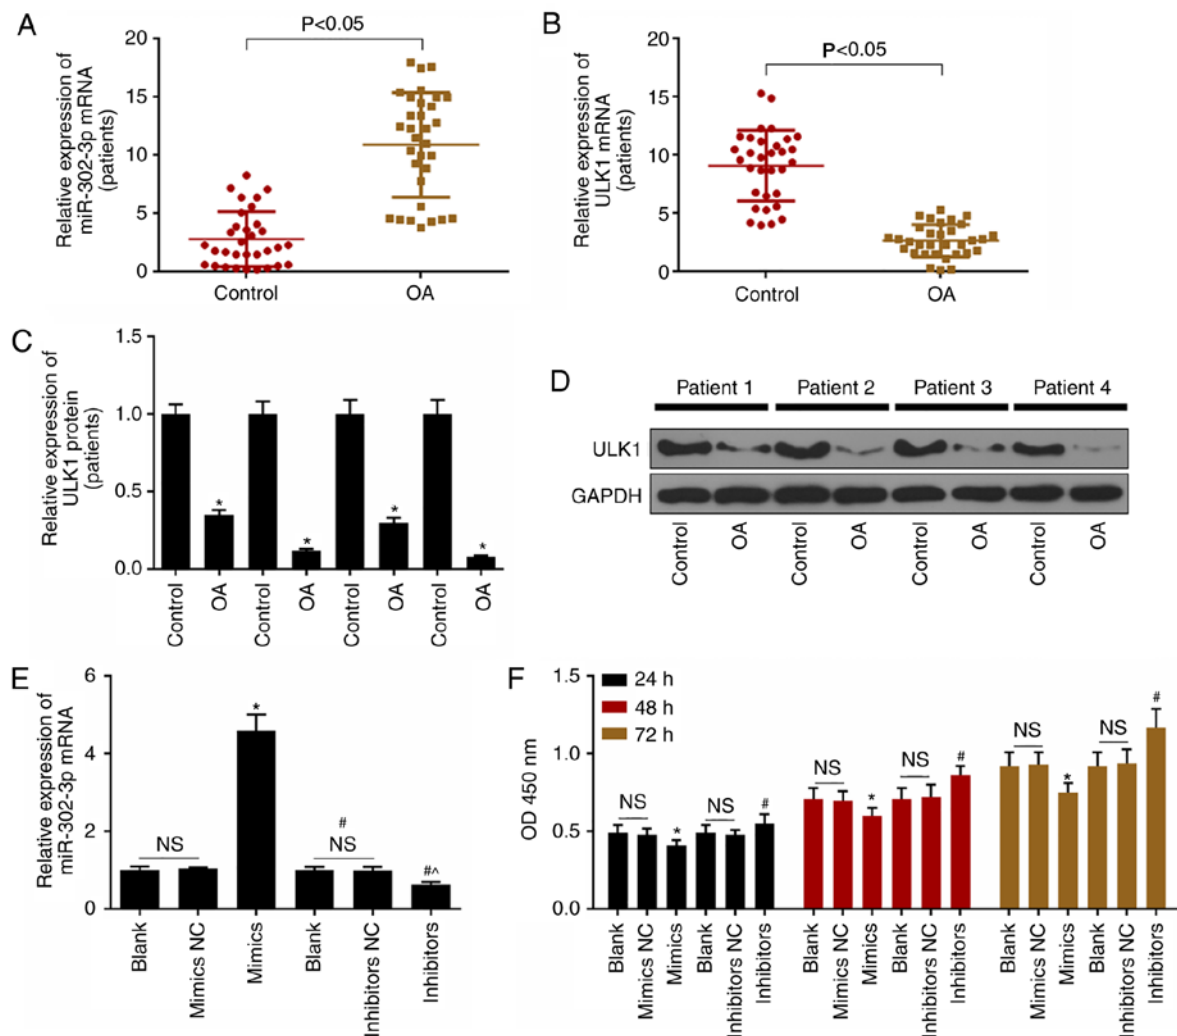 A
Relative expression of
miR-302-3p mRNA
(patients)
20
15
10
5
0
P<0.05
Control
OA
B
Relative expression of
ULK1 mRNA
(patients)
20
15
10
5
0
P<0.05
Control
OA
C
Relative expression of
ULK1 protein
(patients)
1.5
1.0
0.5
0.0
*
*
*
*
Control
OA
Control
OA
Control
OA
Control
OA
D
Patient 1
Patient 2
Patient 3
Patient 4
ULK1
GAPDH
Control
OA
Control
OA
Control
OA
Control
OA
E
Relative expression of
miR-302-3p mRNA
6
4
2
0
NS
*
#
NS
#^
Blank
Mimics NC
Mimics
Blank
Inhibitors NC
Inhibitors
F
OD 450 nm
1.5
1.0
0.5
0.0
24 h
48 h
72 h
NS
*
NS
#
NS
*
NS
#
NS
*
NS
#
Blank
Mimics NC
Mimics
Blank
Inhibitors NC
Inhibitors
Blank
Mimics NC
Mimics
Blank
Inhibitors NC
Inhibitors
Blank
Mimics NC
Mimics
Blank
Inhibitors NC
Inhibitors